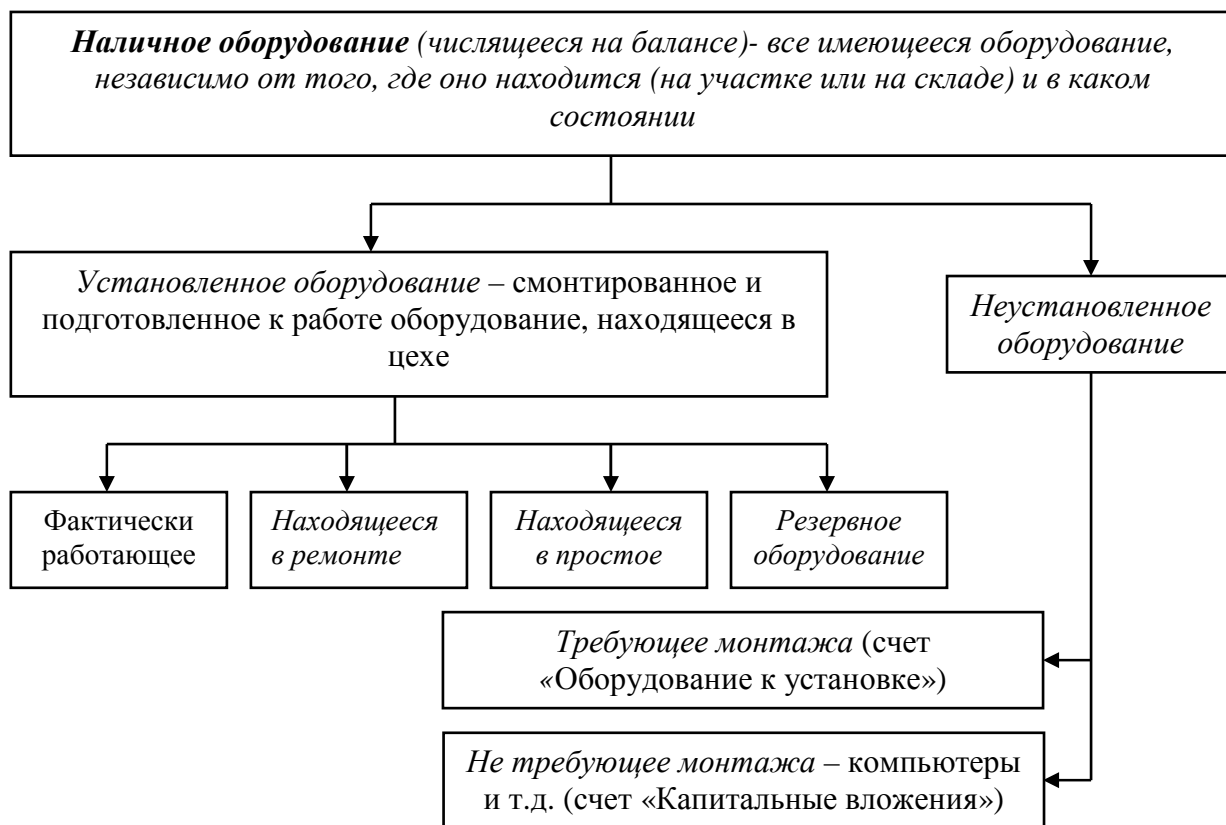 Наличное оборудование (числящееся на балансе)- все имеющееся оборудование,
независимо от того, где оно находится (на участке или на складе) и в каком
состоянии
Установленное оборудование – смонтированное и
подготовленное к работе оборудование, находящееся в
цехе
Неустановленное
оборудование
Фактически
работающее
Находящееся
в ремонте
Находящееся
в простое
Резервное
оборудование
Требующее монтажа (счет
«Оборудование к установке»)
Не требующее монтажа – компьютеры
и т.д. (счет «Капитальные вложения»)